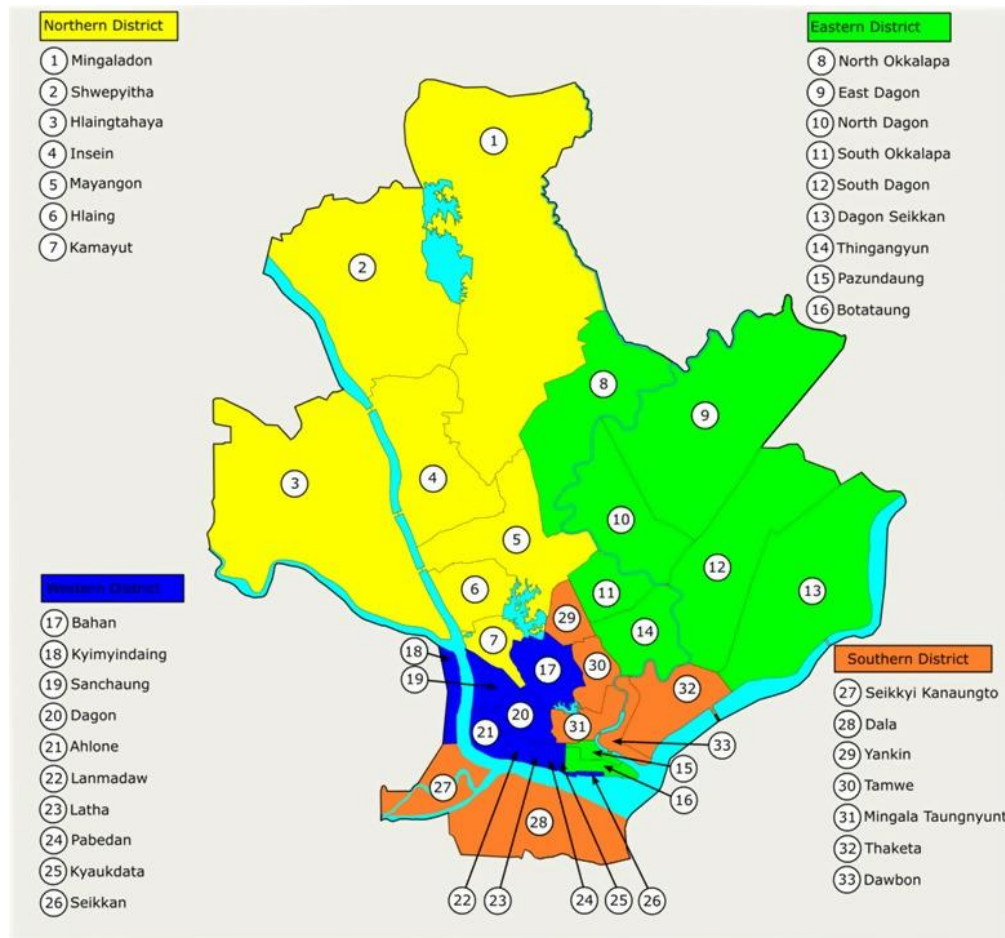 Northern District
1 Mingaladon
2 Shwepyitha
3 Hlaingtahaya
4 Insein
5 Mayangon
6 Hlaing
7 Kamayut
Eastern District
8 North Okkalapa
9 East Dagon
10 North Dagon
11 South Okkalapa
12 South Dagon
13 Dagon Seikkan
14 Thingangyun
15 Pazundaung
16 Botataung
Western District
17 Bahan
18 Kyimyindaing
19 Sanchaung
20 Dagon
21 Ahlone
22 Lanmadaw
23 Latha
24 Pabedan
25 Kyaukdata
26 Seikkan
Southern District
27 Seikkyi Kanaungto
28 Dala
29 Yankin
30 Tamwe
31 Mingala Taungnyunt
32 Thaketa
33 Dawbon
1
2
8
9
3
4
10
5
12
13
6
11
29
14
7
18
17
30
19
32
20
21
31
33
15
27
16
28
22
23
24
25
26